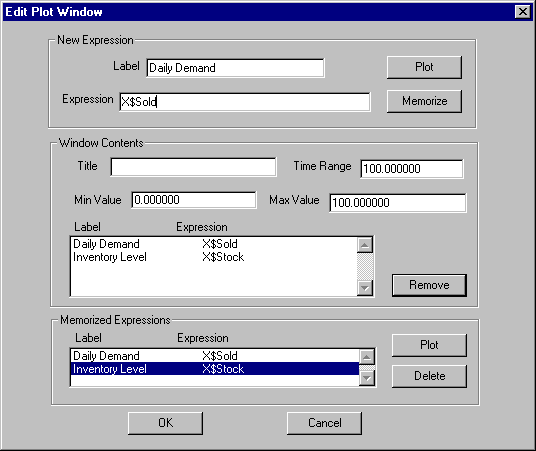 Edit Plot Window
New Expression
Label Daily Demand Plot
Expression X$Sold Memorize
Window Contents
Title Time Range 100.000000
Min Value 0.000000 Max Value 100.000000
Label Expression
Daily Demand X$Sold
Inventory Level X$Stock
Remove
Memorized Expressions
Label Expression Plot
Daily Demand X$Sold
Inventory Level X$Stock Delete
OK Cancel